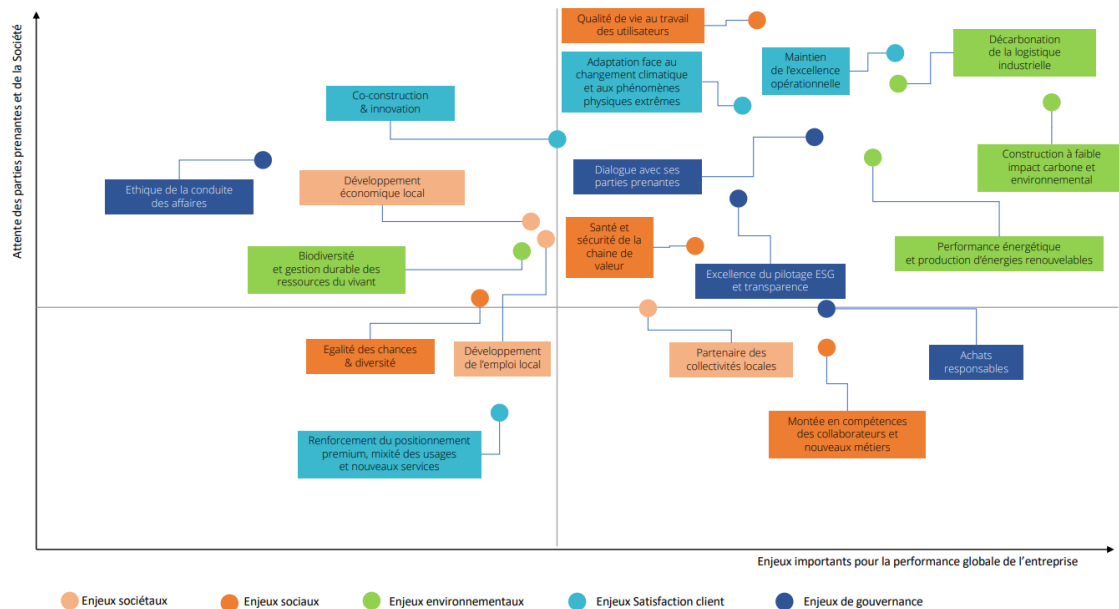 Attente des parties prenantes et de la Société
Qualité de vie au travail
des utilisateurs
Adaptation face au
changement climatique
et aux phénomènes
physiques extrêmes
Maintien
de l'excellence
opérationnelle
Décarbonation
de la logistique
industrielle
Co-construction
& innovation
Construction à faible
impact carbone et
environnemental
Ethique de la conduite
des affaires
Développement
économique local
Dialogue avec ses
parties prenantes
Santé et
sécurité de la
chaine de
valeur
Biodiversité
et gestion durable des
ressources du vivant
Excellence du pilotage ESG
et transparence
Performance énergétique
et production d'énergies renouvelables
Egalité des chances
& diversité
Développement
de l'emploi local
Partenaire des
collectivités locales
Achats
responsables
Montée en compétences
des collaborateurs et
nouveaux métiers
Renforcement du positionnement
premium, mixité des usages
et nouveaux services
Enjeux importants pour la performance globale de l'entreprise
Enjeux sociétaux
Enjeux sociaux
Enjeux environnementaux
Enjeux Satisfaction client
Enjeux de gouvernance